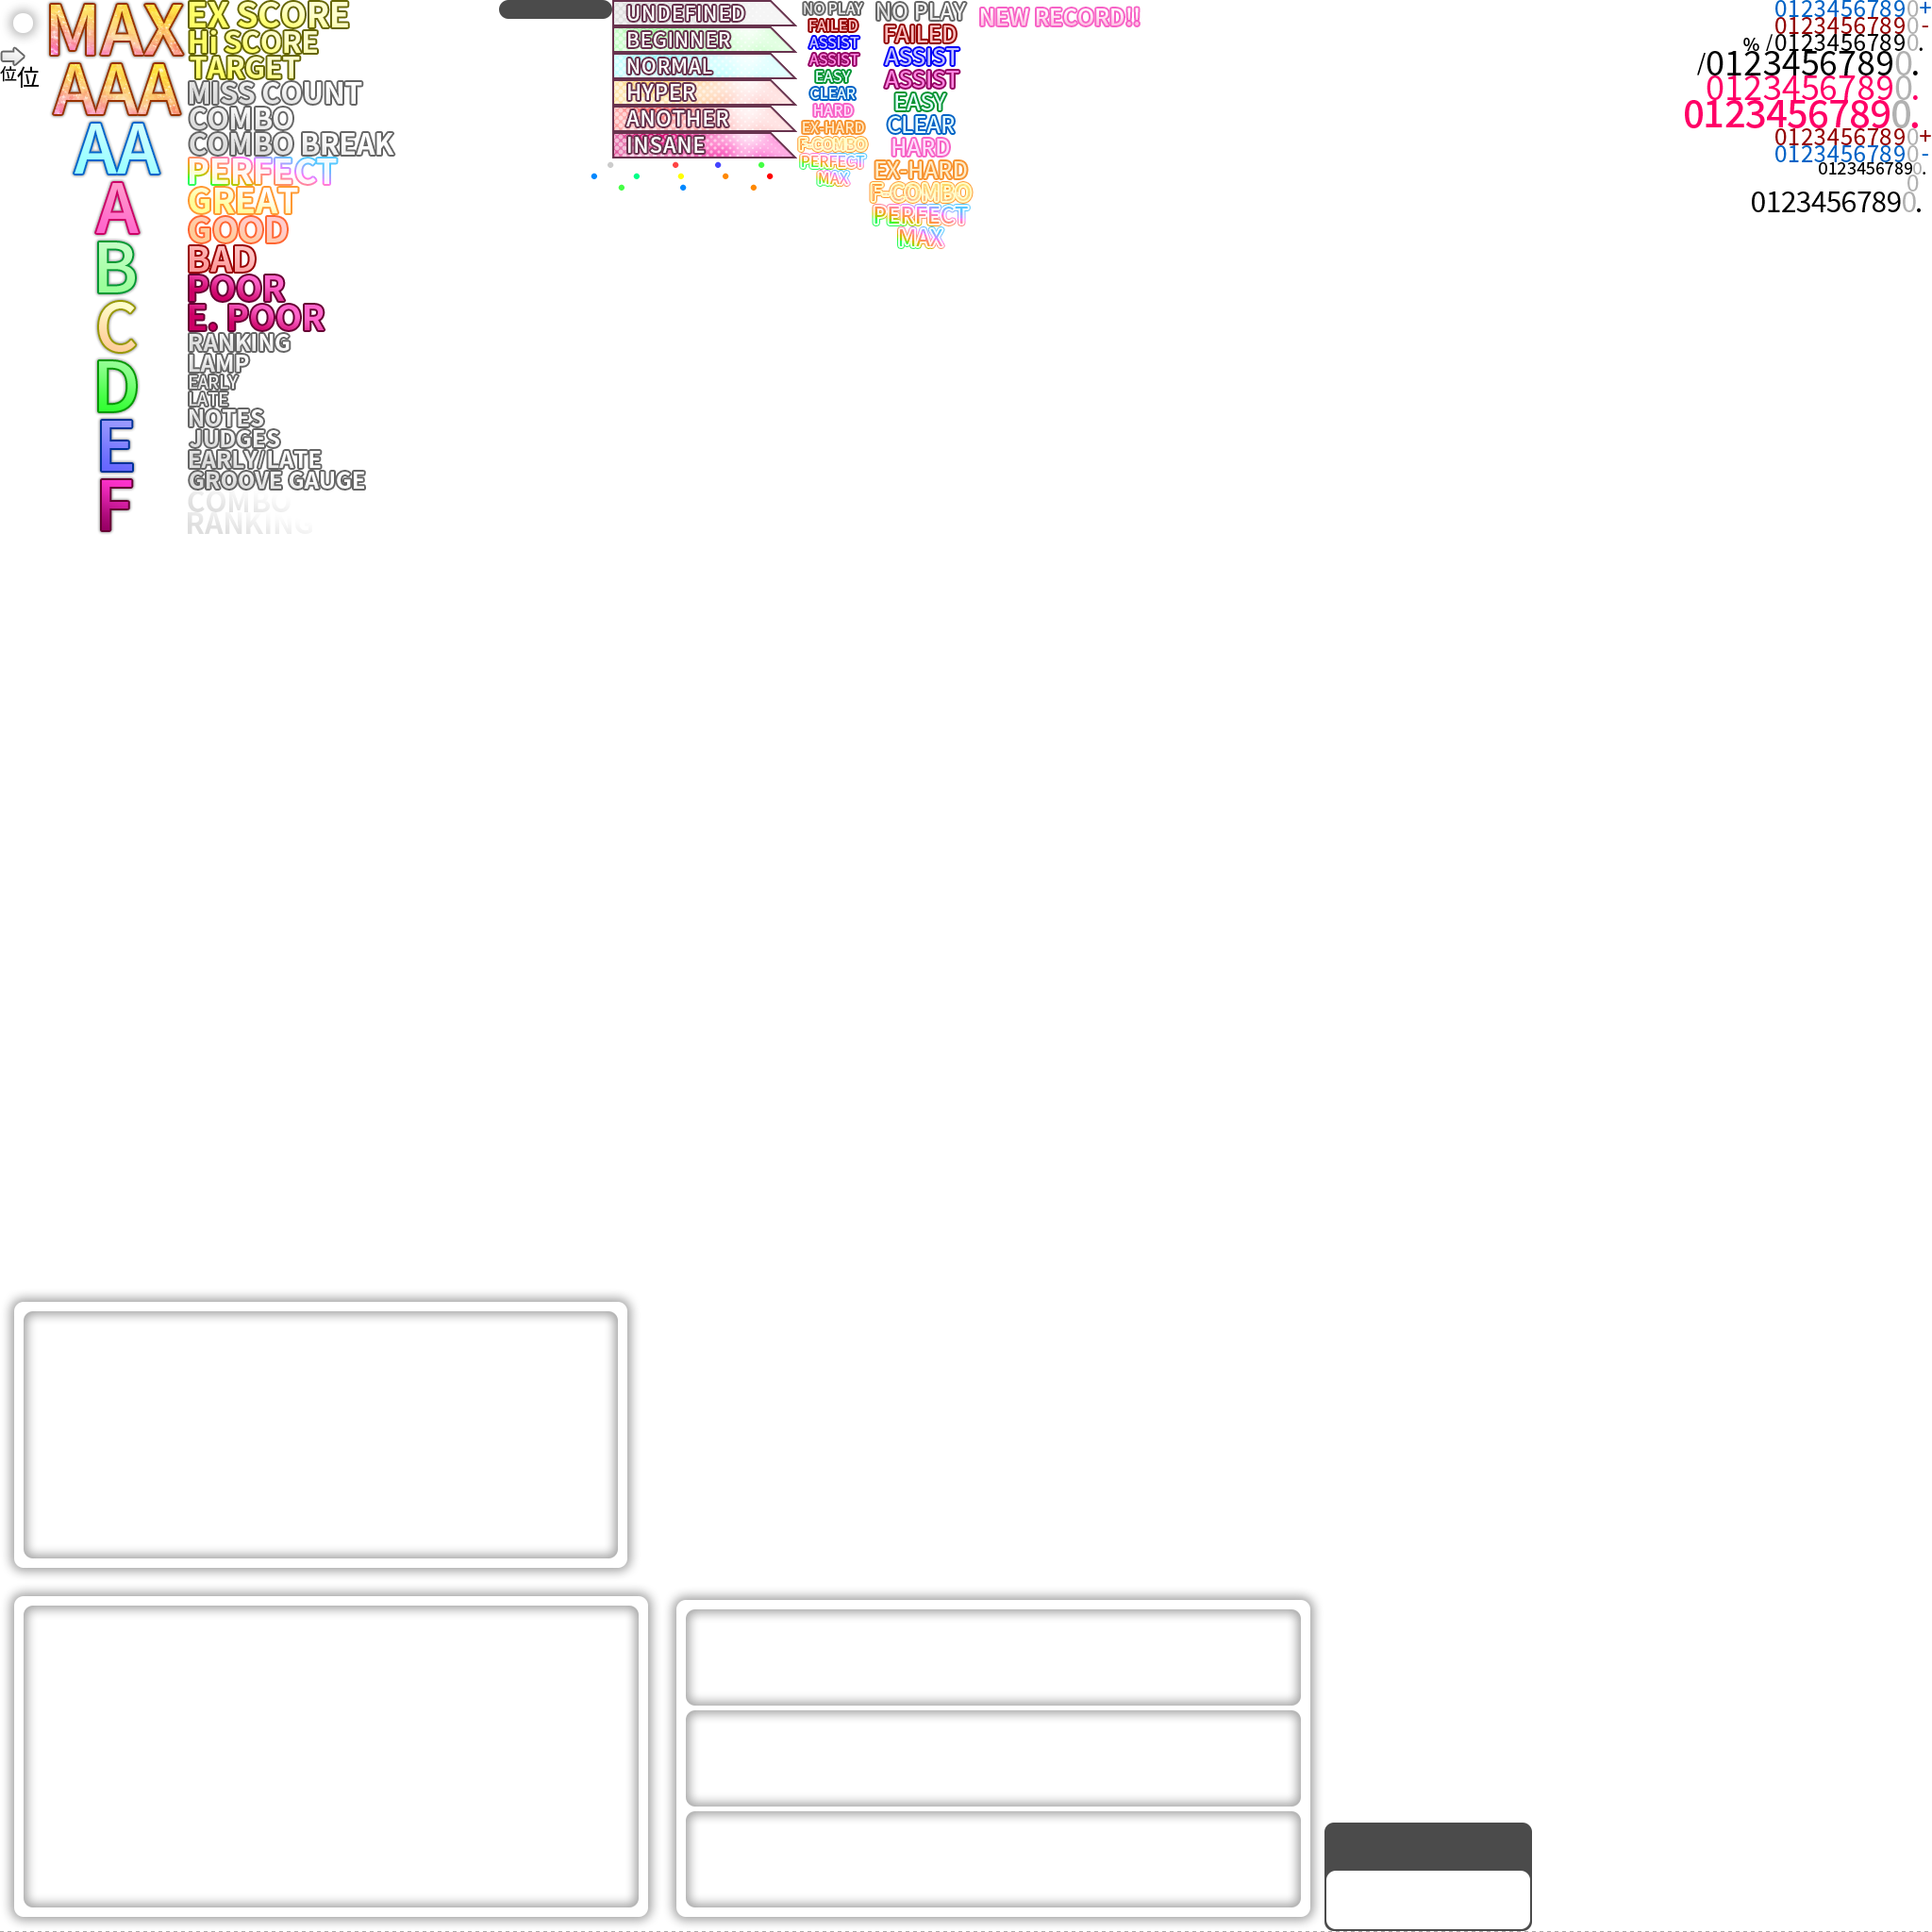 MAX
AAA
AA
A
B
C
D
E
F
位位
EX SCORE
Hi SCORE
TARGET
MISS COUNT
COMBO
COMBO BREAK
PERFECT
GREAT
GOOD
BAD
POOR
E. POOR
RANKING
LAMP
EARLY
LATE
NOTES
JUDGES
EARLY/LATE
GROOVE GAUGE
COMBO
RANKING
UNDEFINED
BEGINNER
NORMAL
HYPER
ANOTHER
INSANE
NO PLAY
FAILED
ASSIST
ASSIST
EASY
CLEAR
HARD
EX-HARD
F-COMBO
PERFECT
MAX
NO PLAY
FAILED
ASSIST
ASSIST
EASY
CLEAR
HARD
EX-HARD
F-COMBO
PERFECT
MAX
NEW RECORD!!
01234567890+
01234567890-
% /01234567890.
/01234567890.
01234567890.
01234567890.
01234567890+
01234567890-
01234567890.
0
01234567890.